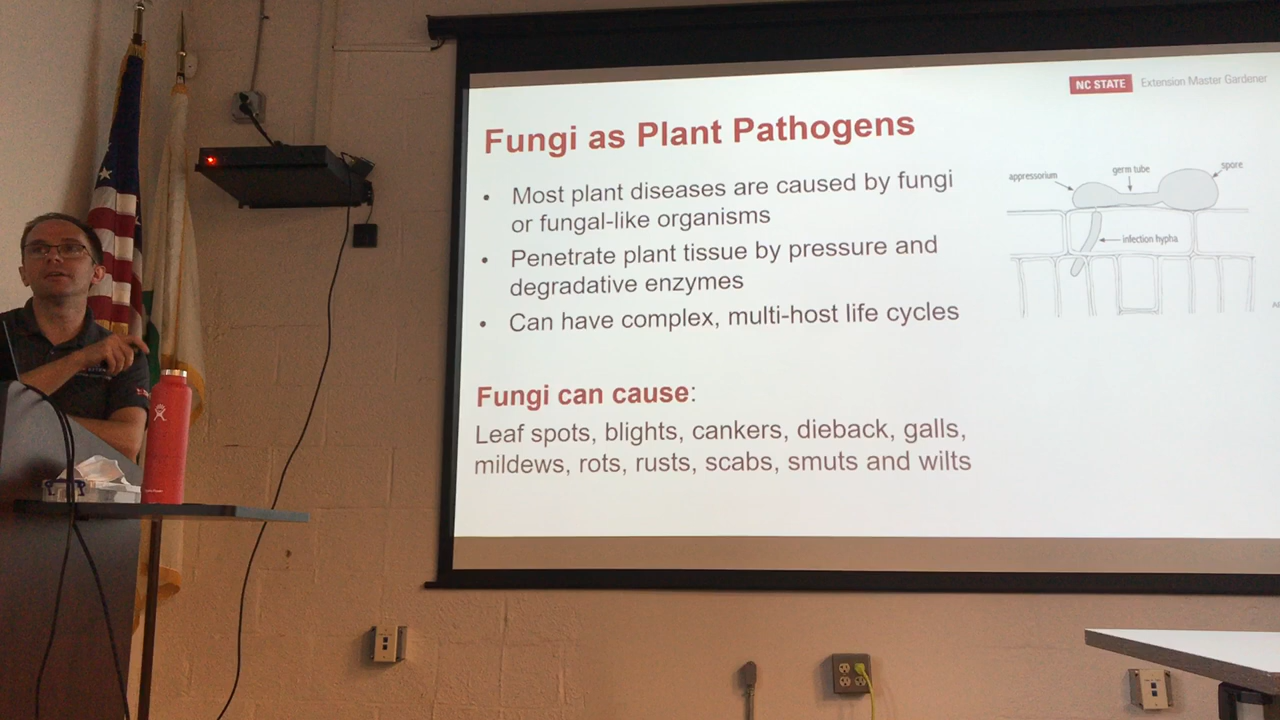 NC STATE Extension Master Gardener
Fungi as Plant Pathogens
• Most plant diseases are caused by fungi
or fungal-like organisms
• Penetrate plant tissue by pressure and
degradative enzymes
• Can have complex, multi-host life cycles
Fungi can cause:
Leaf spots, blights, cankers, dieback, galls,
mildews, rots, rusts, scabs, smuts and wilts
appressorium
germ tube
spore
infection hypha